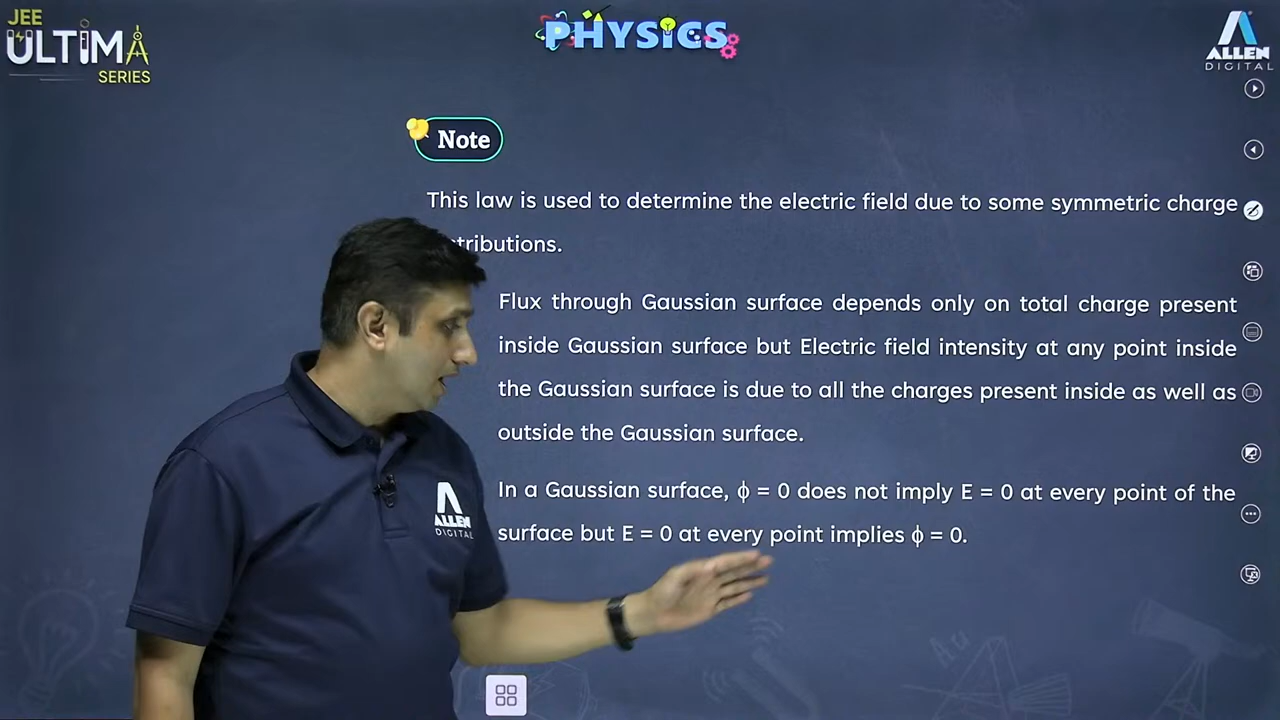 JEE
ULTIMA
SERIES
PHYSICS
ALLEN
DIGITAL
Note
This law is used to determine the electric field due to some symmetric charge
tributions.
Flux through Gaussian surface depends only on total charge present
inside Gaussian surface but Electric field intensity at any point inside
the Gaussian surface is due to all the charges present inside as well as
outside the Gaussian surface.
In a Gaussian surface, ϕ = 0 does not imply E = 0 at every point of the
surface but E = 0 at every point implies ϕ = 0.
ALLEN
DIGITAL
Au